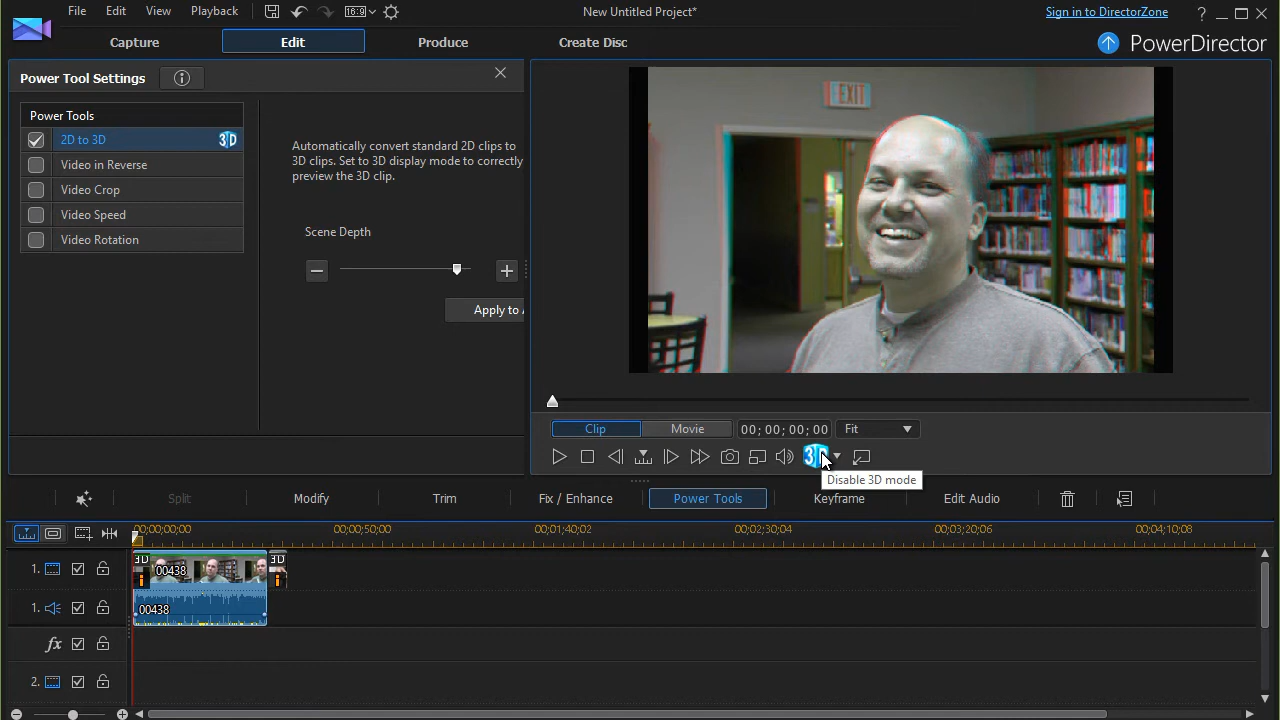 File Edit View Playback 16:9 New Untitled Project* Sign in to DirectorZone ?
Capture Edit Produce Create Disc PowerDirector
Power Tool Settings
Power Tools
2D to 3D 3D
Video in Reverse
Video Crop
Video Speed
Video Rotation
Automatically convert standard 2D clips to
3D clips. Set to 3D display mode to correctly
preview the 3D clip.
Scene Depth
Apply to A
EXIT
Clip Movie 00;00;00;00 Fit
3D
Disable 3D mode
Split Modify Trim Fix / Enhance Power Tools Keyframe Edit Audio
00;00;00;00 00;00;50;00 00;01;40;02 00;02;30;04 00;03;20;06 00;04;10;08
1. 3D 00438 3D
1. 00438
fx
2.